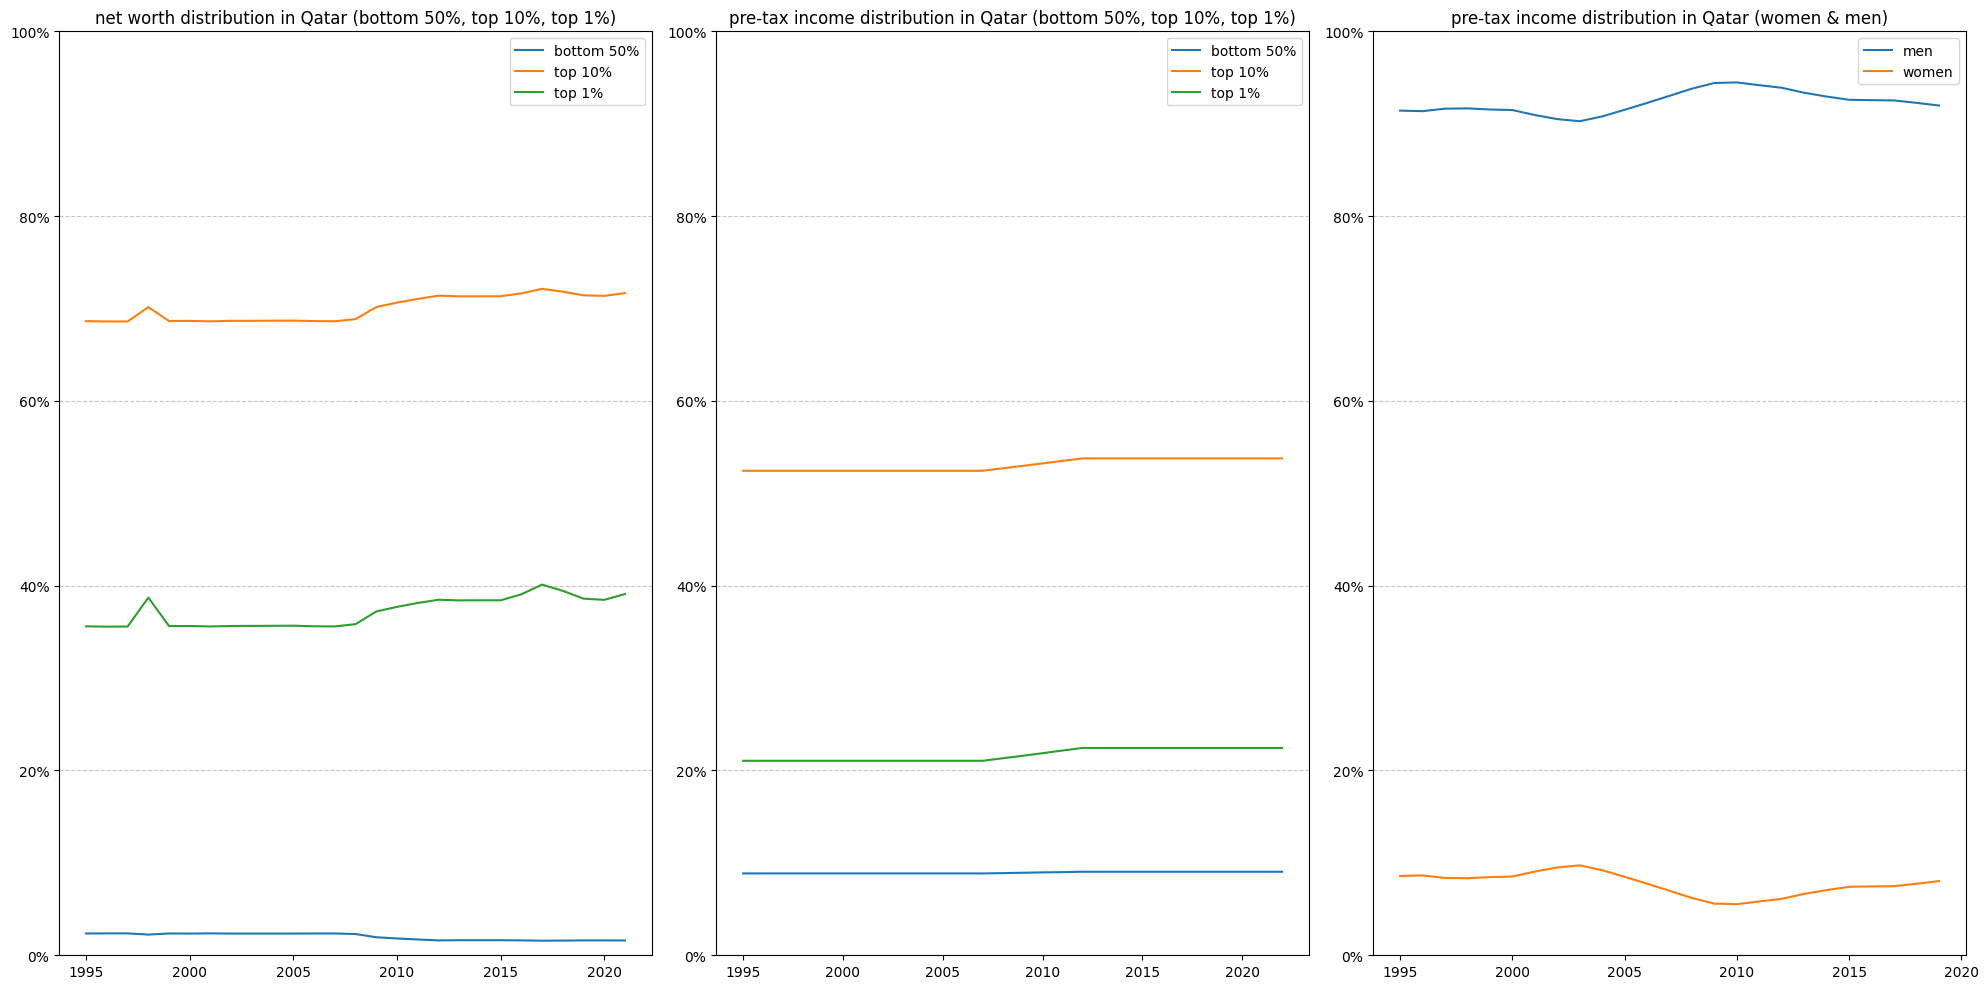 net worth distribution in Qatar (bottom 50%, top 10%, top 1%)
100%
80%
60%
40%
20%
0%
1995 2000 2005 2010 2015 2020
bottom 50%
top 10%
top 1%
pre-tax income distribution in Qatar (bottom 50%, top 10%, top 1%)
100%
80%
60%
40%
20%
0%
1995 2000 2005 2010 2015 2020
bottom 50%
top 10%
top 1%
pre-tax income distribution in Qatar (women & men)
100%
80%
60%
40%
20%
0%
1995 2000 2005 2010 2015 2020
men
women